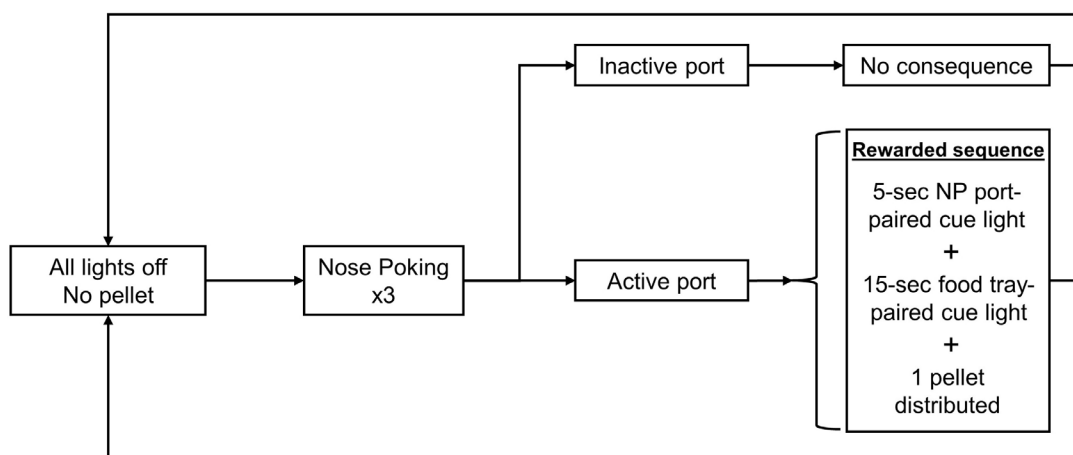 All lights off
No pellet
Nose Poking
x3
Inactive port
No consequence
Active port
Rewarded sequence
5-sec NP port-
paired cue light
+
15-sec food tray-
paired cue light
+
1 pellet
distributed